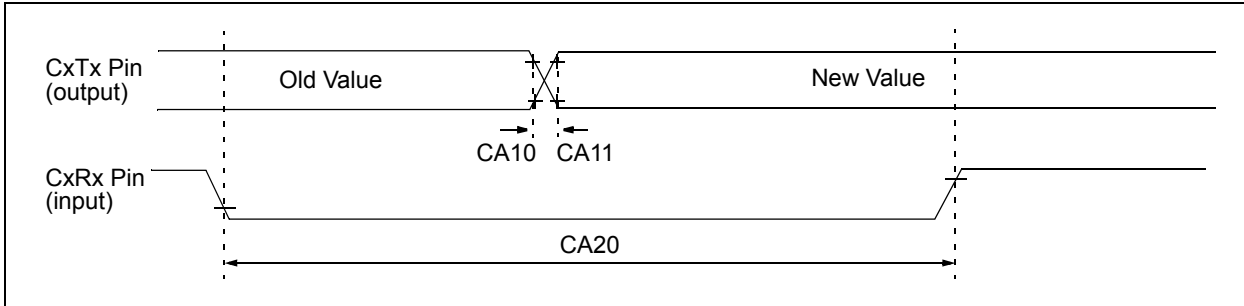 CxTx Pin
(output)
Old Value
New Value
CA10 CA11
CxRx Pin
(input)
CA20